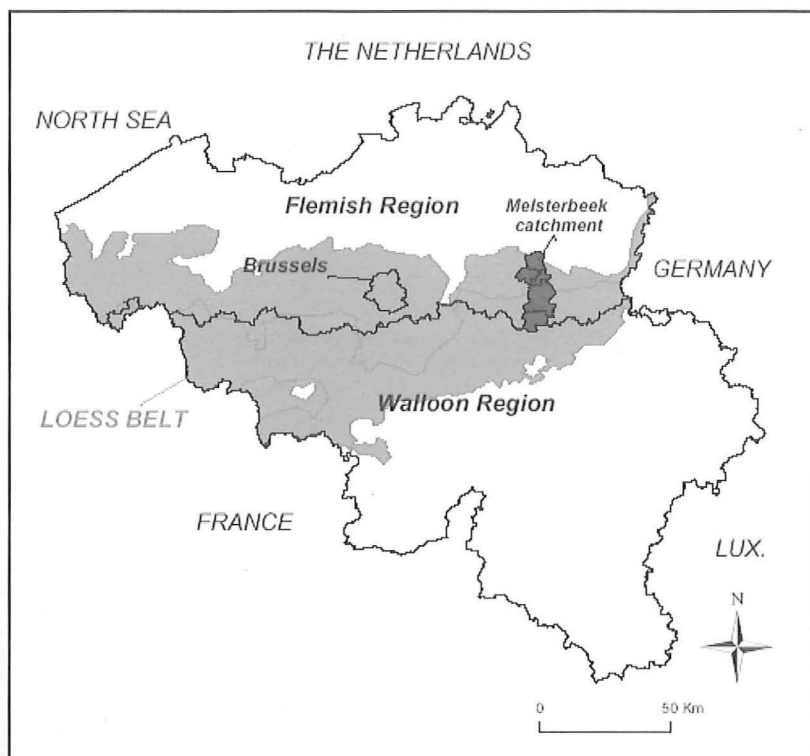 THE NETHERLANDS
NORTH SEA
Flemish Region
Melsterbeek
catchment
Brussels
GERMANY
LOESS BELT
Walloon Region
FRANCE
LUX.
N
0 50 Km